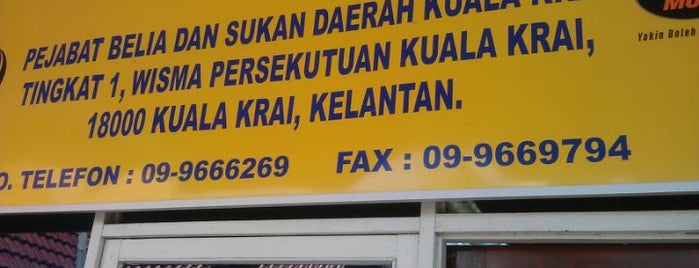 PEJABAT BELIA DAN SUKAN DAERAH KUALA
TINGKAT 1, WISMA PERSEKUTUAN KUALA KRAI,
18000 KUALA KRAI, KELANTAN.
O. TELEFON : 09-9666269 FAX : 09-9669794
Yakin Boleh